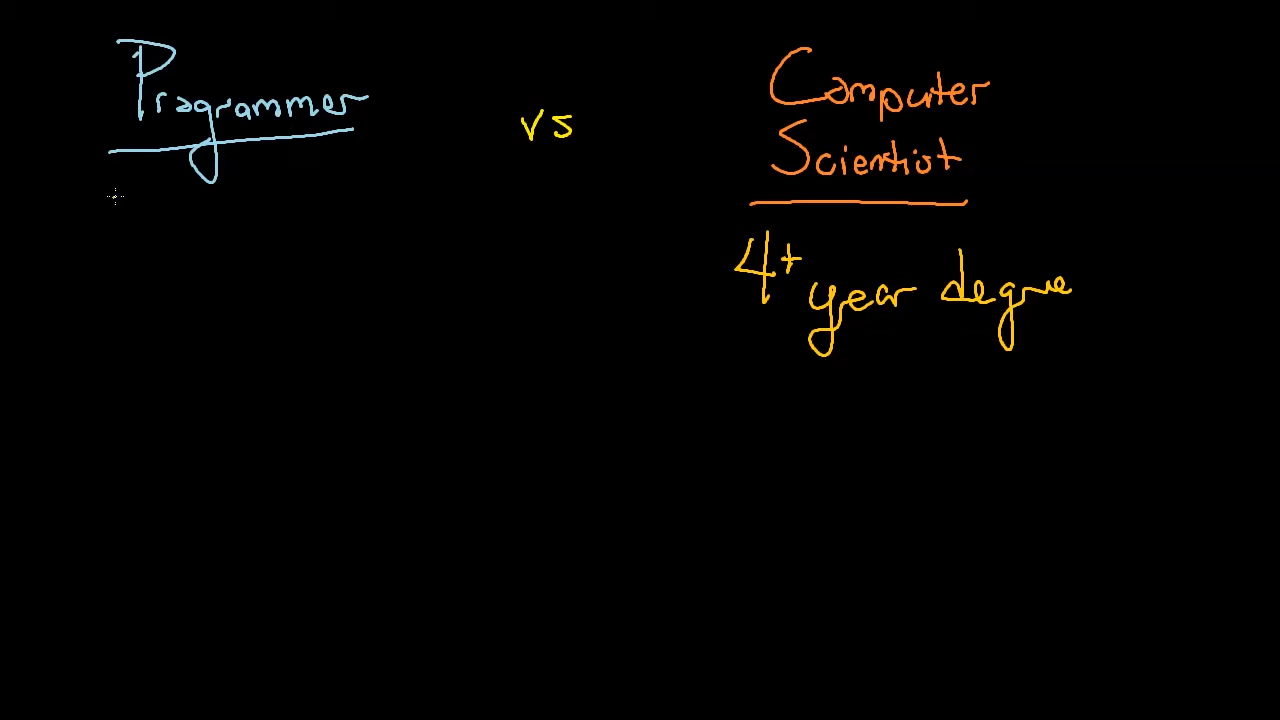 Programmer
vs
Computer
Scientist
4+ year degree